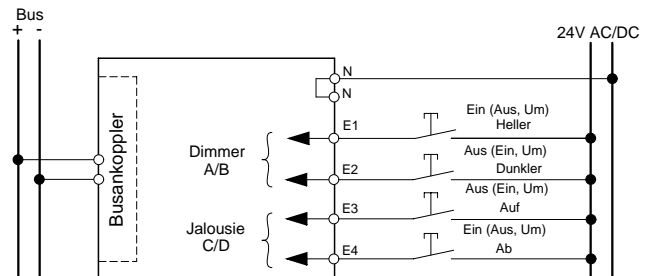 Bus
+ -
24V AC/DC
Busankoppler
N
N
Dimmer
A/B
E1
Ein (Aus, Um)
Heller
E2
Aus (Ein, Um)
Dunkler
Jalousie
C/D
E3
Aus (Ein, Um)
Auf
E4
Ein (Aus, Um)
Ab